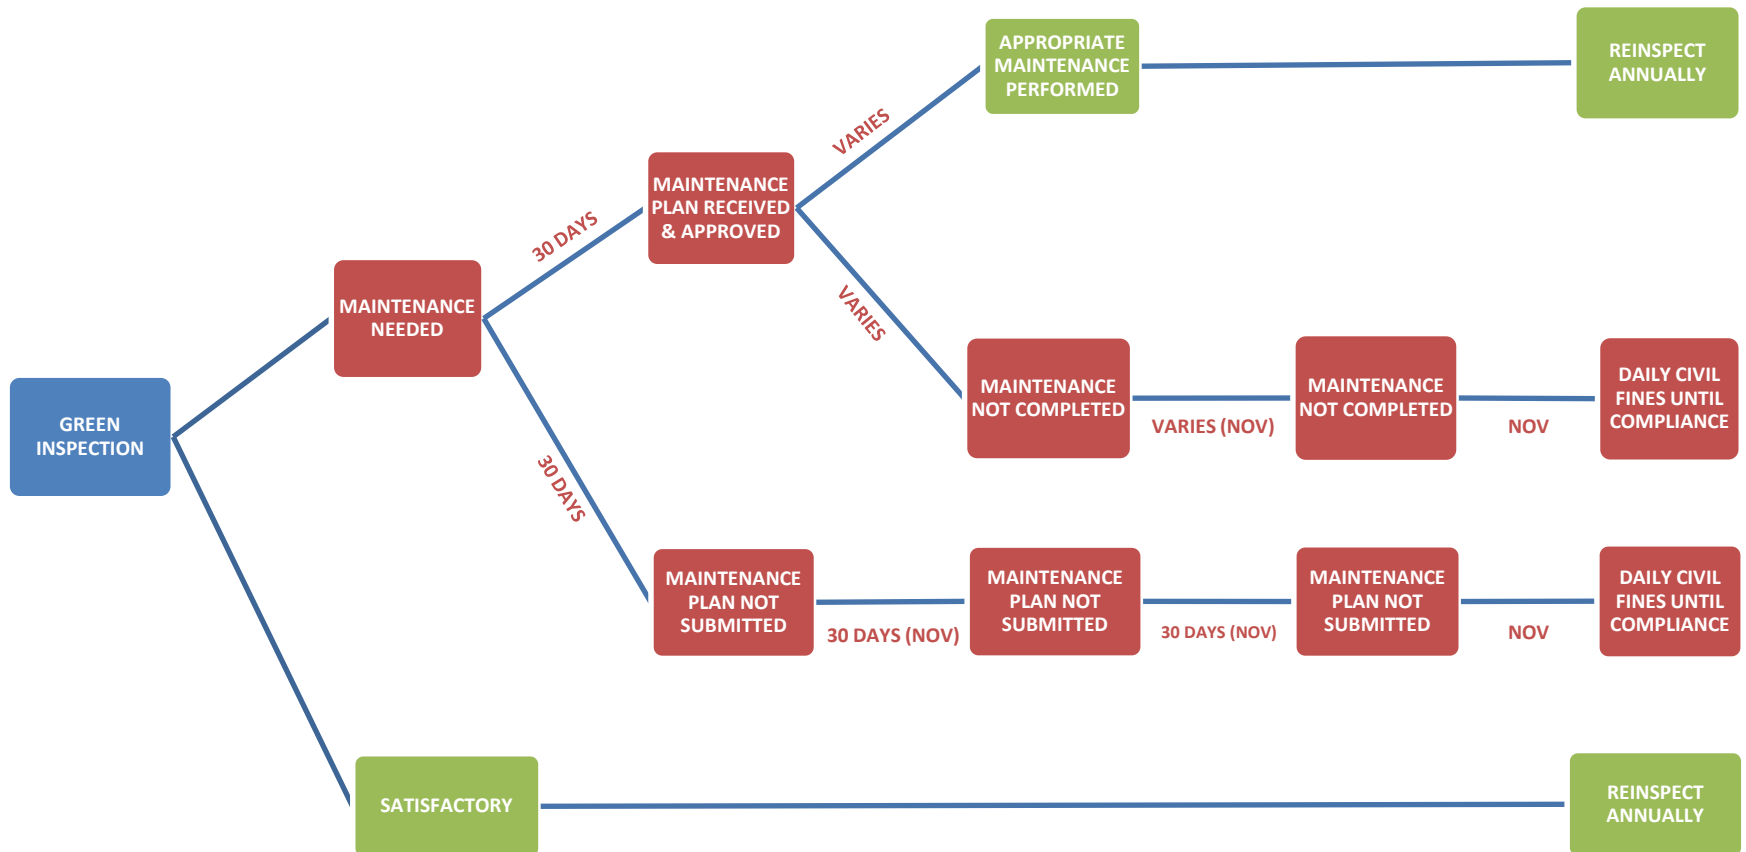 APPROPRIATE
MAINTENANCE
PERFORMED
REINSPECT
ANNUALLY
VARIES
MAINTENANCE
PLAN RECEIVED
& APPROVED
30 DAYS
VARIES
MAINTENANCE
NEEDED
MAINTENANCE
NOT COMPLETED
VARIES (NOV)
MAINTENANCE
NOT COMPLETED
NOV
DAILY CIVIL
FINES UNTIL
COMPLIANCE
GREEN
INSPECTION
30 DAYS
MAINTENANCE
PLAN NOT
SUBMITTED
30 DAYS (NOV)
MAINTENANCE
PLAN NOT
SUBMITTED
30 DAYS (NOV)
MAINTENANCE
PLAN NOT
SUBMITTED
NOV
DAILY CIVIL
FINES UNTIL
COMPLIANCE
SATISFACTORY
REINSPECT
ANNUALLY